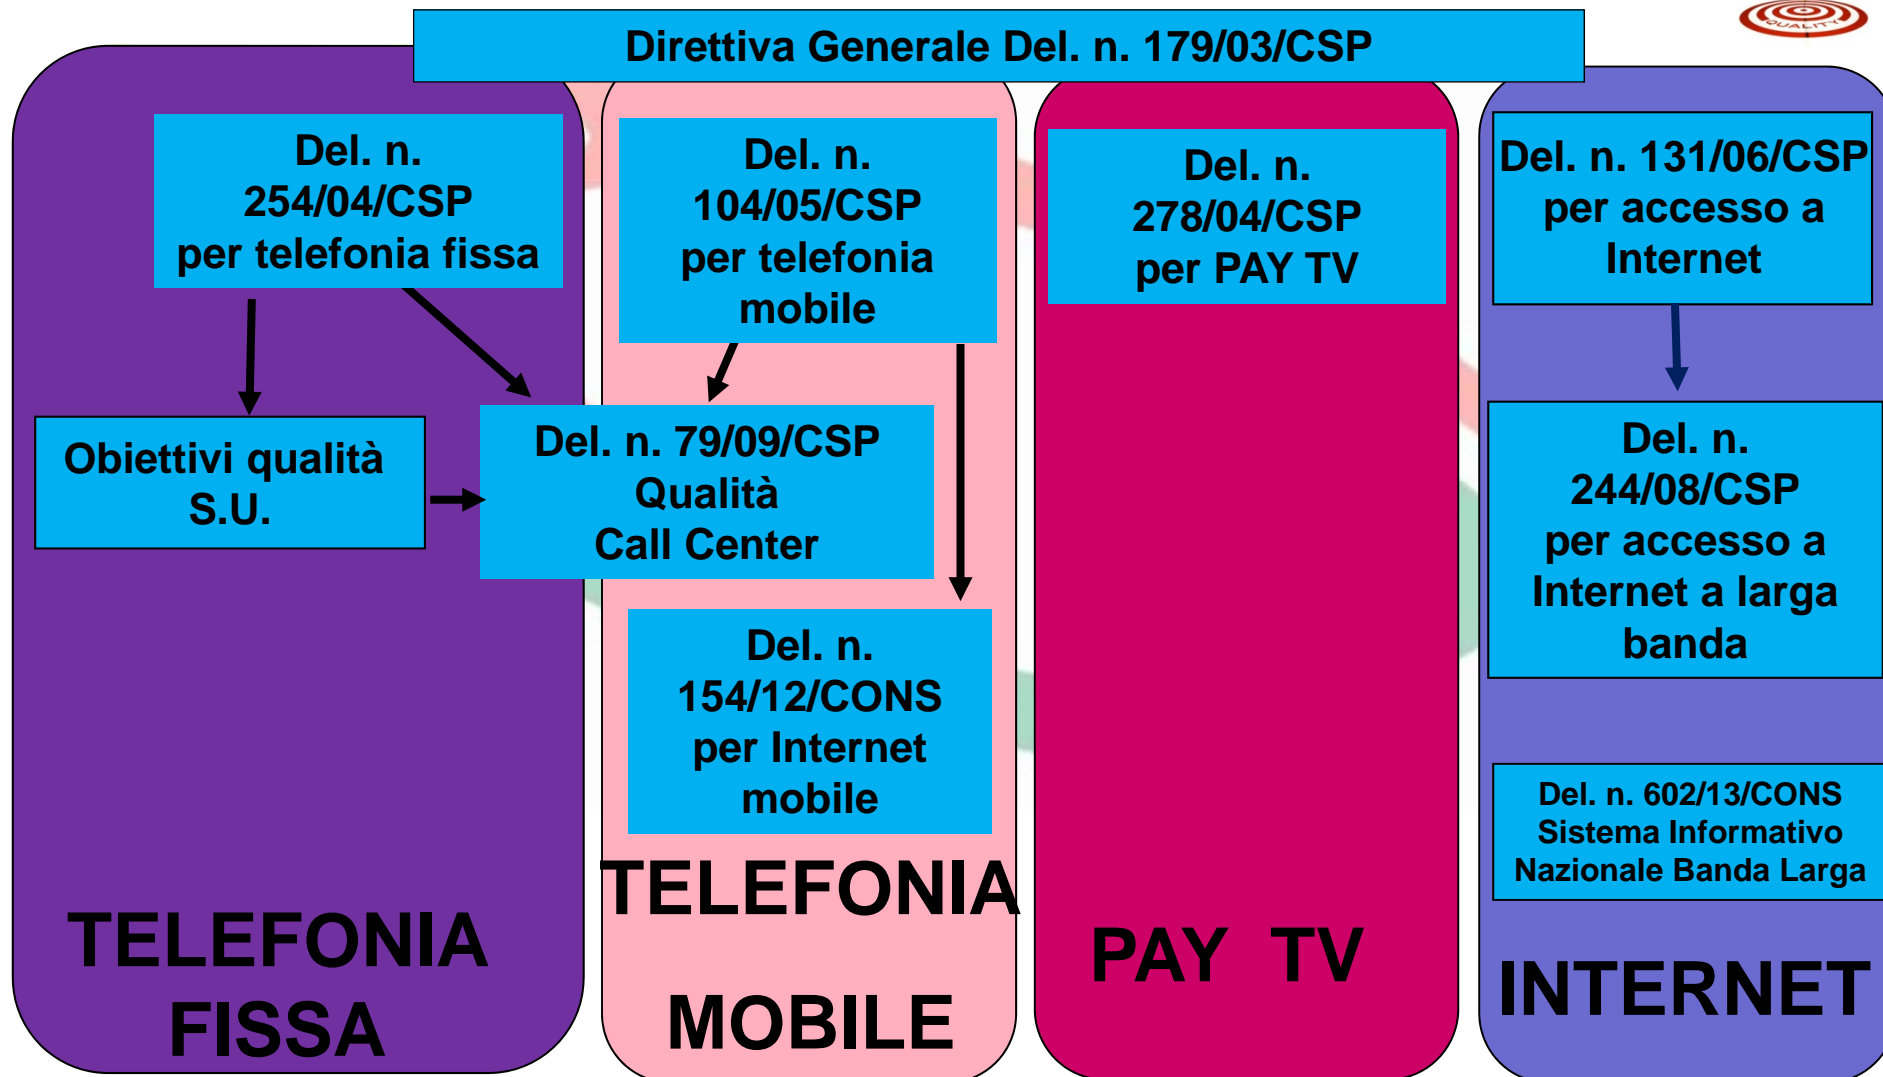 QUALITY
Direttiva Generale Del. n. 179/03/CSP
Del. n.
254/04/CSP
per telefonia fissa
Obiettivi qualità
S.U.
Del. n. 79/09/CSP
Qualità
Call Center
TELEFONIA
FISSA
Del. n.
104/05/CSP
per telefonia
mobile
Del. n.
154/12/CONS
per Internet
mobile
TELEFONIA
MOBILE
Del. n.
278/04/CSP
per PAY TV
PAY TV
Del. n. 131/06/CSP
per accesso a
Internet
Del. n.
244/08/CSP
per accesso a
Internet a larga
banda
Del. n. 602/13/CONS
Sistema Informativo
Nazionale Banda Larga
INTERNET